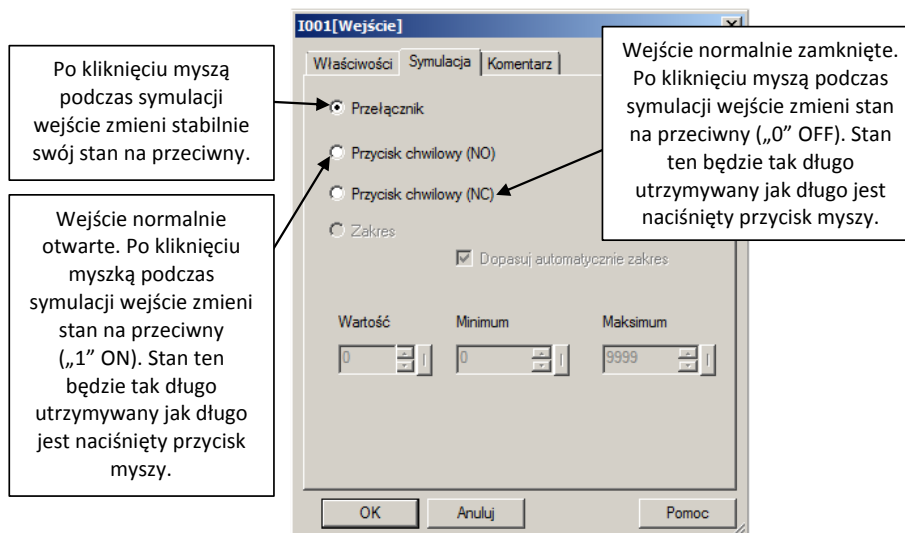 I001[Wejście]
Po kliknięciu myszą
podczas symulacji
wejście zmieni stabilnie
swój stan na przeciwny.
Wejście normalnie
otwarte. Po kliknięciu
myszką podczas
symulacji wejście zmieni
stan na przeciwny
(„1” ON). Stan ten
będzie tak długo
utrzymywany jak długo
jest naciśnięty przycisk
myszy.
Właściwości Symulacja Komentarz
Przełącznik
Przycisk chwilowy (NO)
Przycisk chwilowy (NC)
Zakres
Dopasuj automatycznie zakres
Wartość Minimum Maksimum
0 0 9999
OK Anuluj Pomoc
Wejście normalnie zamknięte.
Po kliknięciu myszą podczas
symulacji wejście zmieni stan
na przeciwny („0” OFF). Stan
ten będzie tak długo
utrzymywany jak długo jest
naciśnięty przycisk myszy.